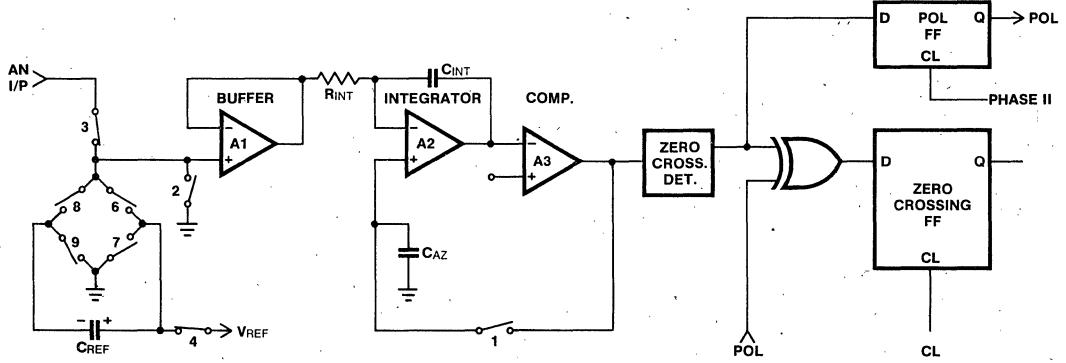 D POL Q POL
FF
CL
PHASE II
AN
I/P
3
BUFFER
A1
−
+
RINT
CINT
INTEGRATOR
A2
−
+
COMP.
A3
−
+
ZERO
CROSS.
DET.
D Q
ZERO
CROSSING
FF
CL
2
8 6
9 7
CAZ
− +
CREF
4
VREF
1
POL
CL